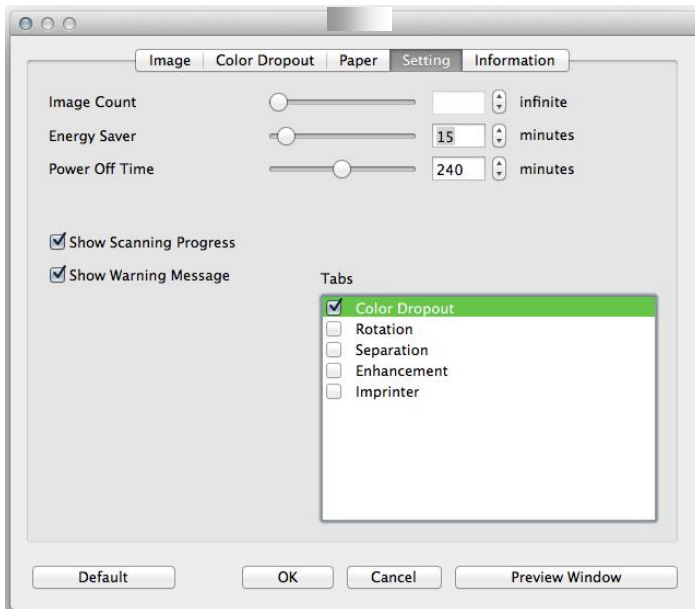 Image Color Dropout Paper Setting Information
Image Count infinite
Energy Saver 15 minutes
Power Off Time 240 minutes
Show Scanning Progress
Show Warning Message
Tabs
Color Dropout
Rotation
Separation
Enhancement
Imprinter
Default OK Cancel Preview Window